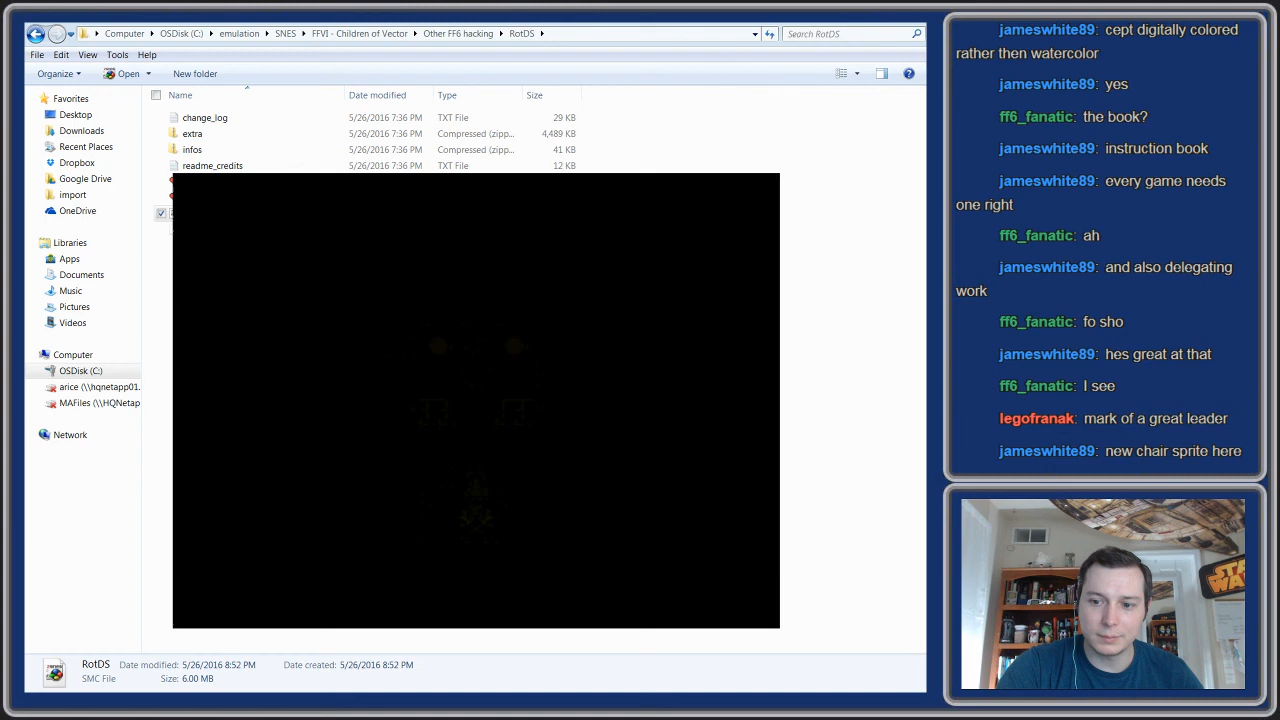 Computer OSDisk (C:) emulation SNES FFVI - Children of Vector Other FF6 hacking RotDS Search RotDS
File Edit View Tools Help
Organize Open New folder
Name Date modified Type Size
Favorites
Desktop
Downloads
Recent Places
Dropbox
Google Drive
import
OneDrive
Libraries
Apps
Documents
Music
Pictures
Videos
Computer
OSDisk (C:)
arice (\\hqnetapp01.
MAFiles (\\HQNetap
Network
change_log 5/26/2016 7:36 PM TXT File 29 KB
extra 5/26/2016 7:36 PM Compressed (zipp... 4,489 KB
infos 5/26/2016 7:36 PM Compressed (zipp... 41 KB
readme_credits 5/26/2016 7:36 PM TXT File 12 KB
RotDS Date modified: 5/26/2016 8:52 PM Date created: 5/26/2016 8:52 PM
SMC File Size: 6.00 MB
jameswhite89: cept digitally colored
rather then watercolor
jameswhite89: yes
ff6_fanatic: the book?
jameswhite89: instruction book
jameswhite89: every game needs
one right
ff6_fanatic: ah
jameswhite89: and also delegating
work
ff6_fanatic: fo sho
jameswhite89: hes great at that
ff6_fanatic: I see
legofranak: mark of a great leader
jameswhite89: new chair sprite here
STAR
WA